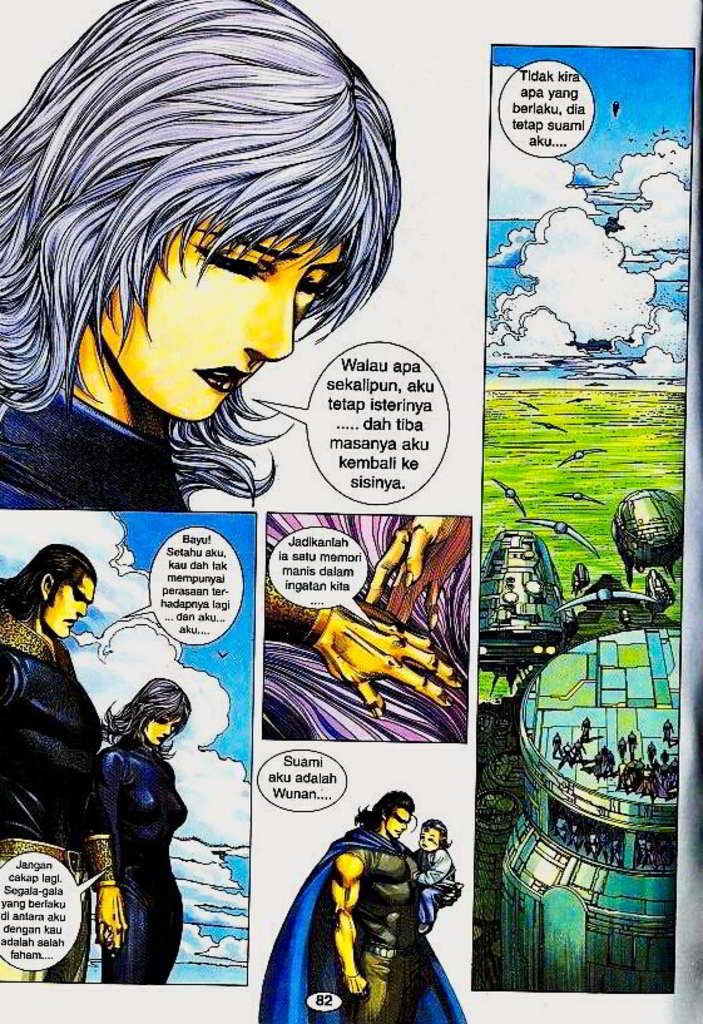 Tidak kira
apa yang
berlaku, dia
tetap suami
aku....
Walau apa
sekalipun, aku
tetap isterinya
..... dah tiba
masanya aku
kembali ke
sisinya.
Bayu!
Setahu aku,
kau dah tak
mempunyai
perasaan ter-
hadapnya lagi
... dan aku...
aku....
Jangan
cakap lagi.
Segala-gala
yang berlaku
di antara aku
dengan kau
adalah salah
faham....
Jadikanlah
ia satu memori
manis dalam
ingatan kita
....
Suami
aku adalah
Wunan....
82